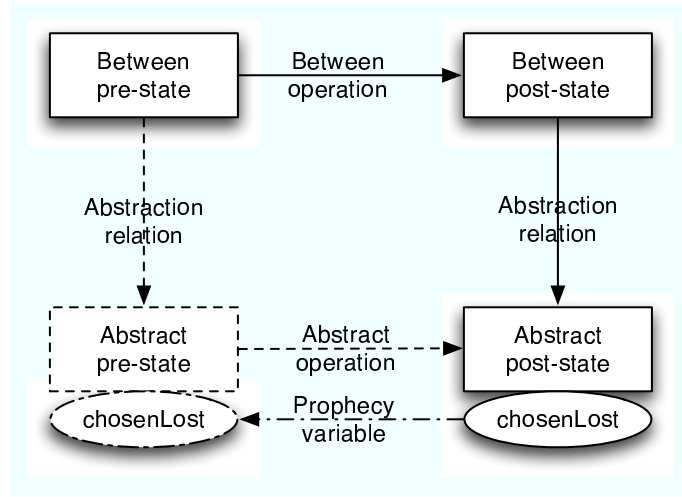 Between
pre-state
Between
operation
Between
post-state
Abstraction
relation
Abstraction
relation
Abstract
pre-state
Abstract
operation
Abstract
post-state
chosenLost
Prophecy
variable
chosenLost